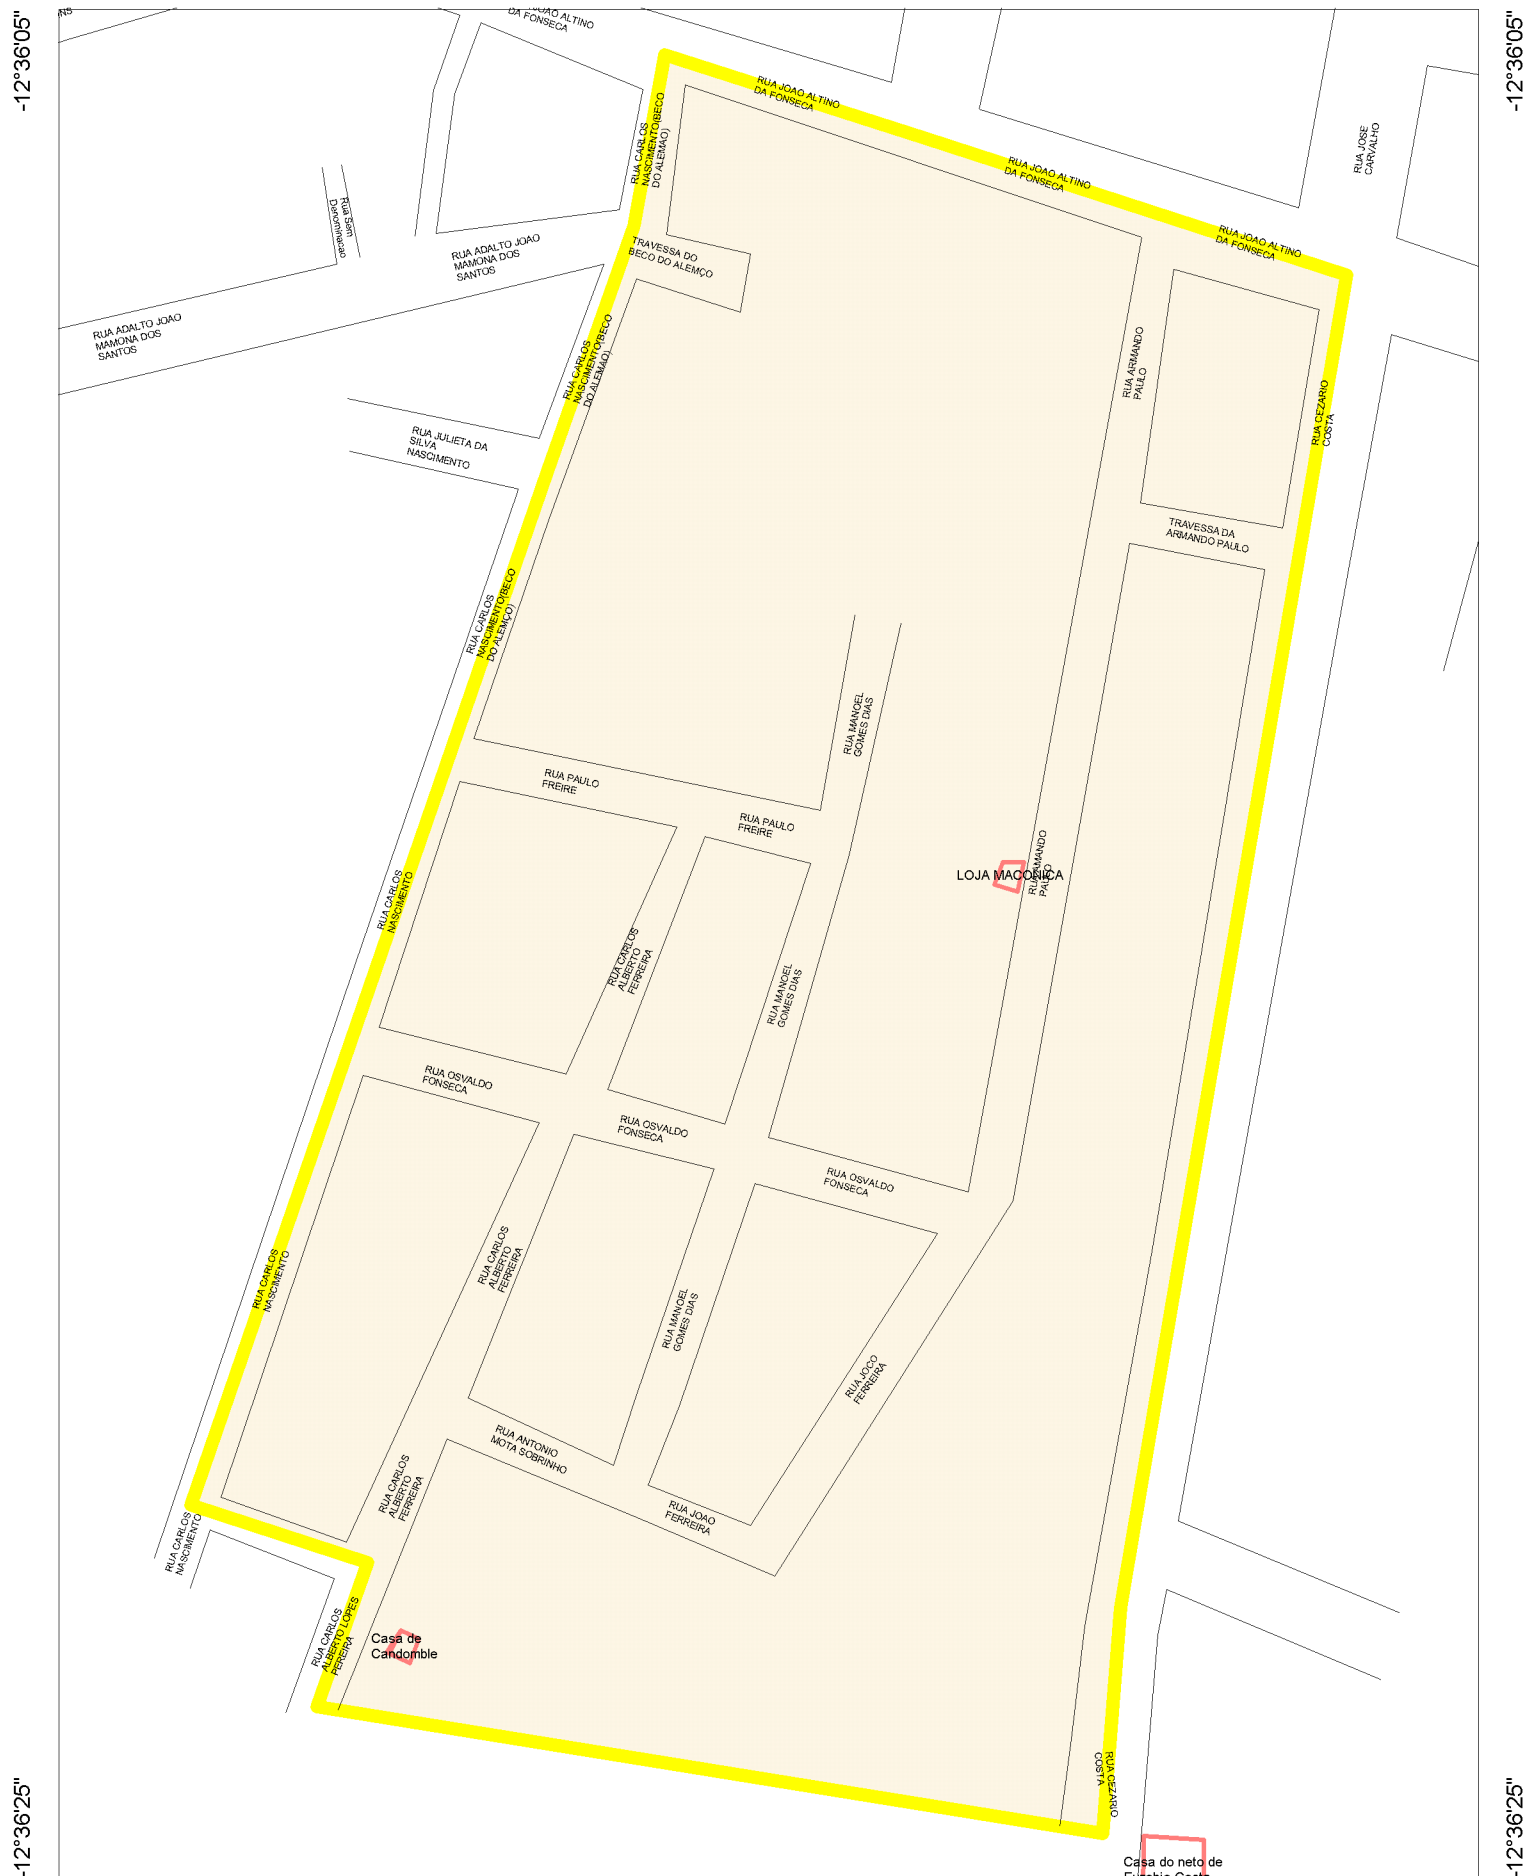 -12°36'05"
-12°36'05"
NS
RUA JOAO ALTINO
DA FONSECA
RUA JOAO ALTINO
DA FONSECA
RUA CARLOS
NASCIMENTO(BECO
DO ALEMAO)
RUA JOSE
CARVALHO
RUA JOAO ALTINO
DA FONSECA
Rua Sem
Denominacao
RUA JOAO ALTINO
DA FONSECA
RUA ADALTO JOAO
MAMONA DOS
SANTOS
TRAVESSA DO
BECO DO ALEMÇO
RUA ADALTO JOAO
MAMONA DOS
SANTOS
RUA CARLOS
NASCIMENTO(BECO
DO ALEMAO)
RUA ARMANDO
PAULO
RUA CEZARIO
COSTA
RUA JULIETA DA
SILVA
NASCIMENTO
TRAVESSA DA
ARMANDO PAULO
RUA CARLOS
NASCIMENTO(BECO
DO ALEMÇO)
RUA MANOEL
GOMES DIAS
RUA PAULO
FREIRE
RUA PAULO
FREIRE
LOJA MACONICA
PAULO
RUA CARLOS
NASCIMENTO
RUA CARLOS
ALBERTO
FERREIRA
RUA MANOEL
GOMES DIAS
RUA OSVALDO
FONSECA
RUA OSVALDO
FONSECA
RUA OSVALDO
FONSECA
RUA CARLOS
NASCIMENTO
RUA CARLOS
ALBERTO
FERREIRA
RUA MANOEL
GOMES DIAS
RUA JOCO
FERREIRA
RUA ANTONIO
MOTA SOBRINHO
RUA CARLOS
ALBERTO
FERREIRA
RUA JOAO
FERREIRA
RUA CARLOS
NASCIMENTO
RUA CARLOS
ALBERTO LOPES
PEREIRA
Casa de
Candomble
RUA CEZARIO
COSTA
-12°36'25"
-12°36'25"
Casa do neto de